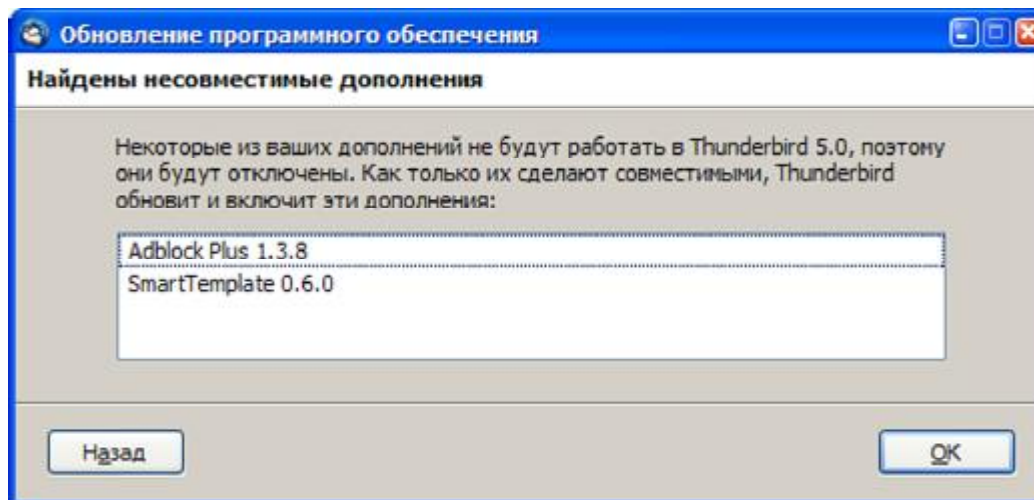 Обновление программного обеспечения
Найдены несовместимые дополнения
Некоторые из ваших дополнений не будут работать в Thunderbird 5.0, поэтому
они будут отключены. Как только их сделают совместимыми, Thunderbird
обновит и включит эти дополнения:
Adblock Plus 1.3.8
SmartTemplate 0.6.0
Назад
OK